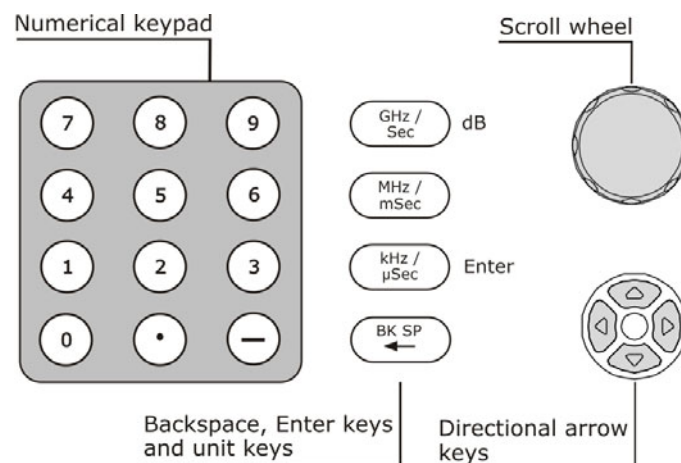 Numerical keypad
Scroll wheel
7 8 9
GHz /
Sec
dB
4 5 6
MHz /
mSec
1 2 3
kHz /
µSec
Enter
0 • —
BK SP
←
Backspace, Enter keys
and unit keys
Directional arrow
keys